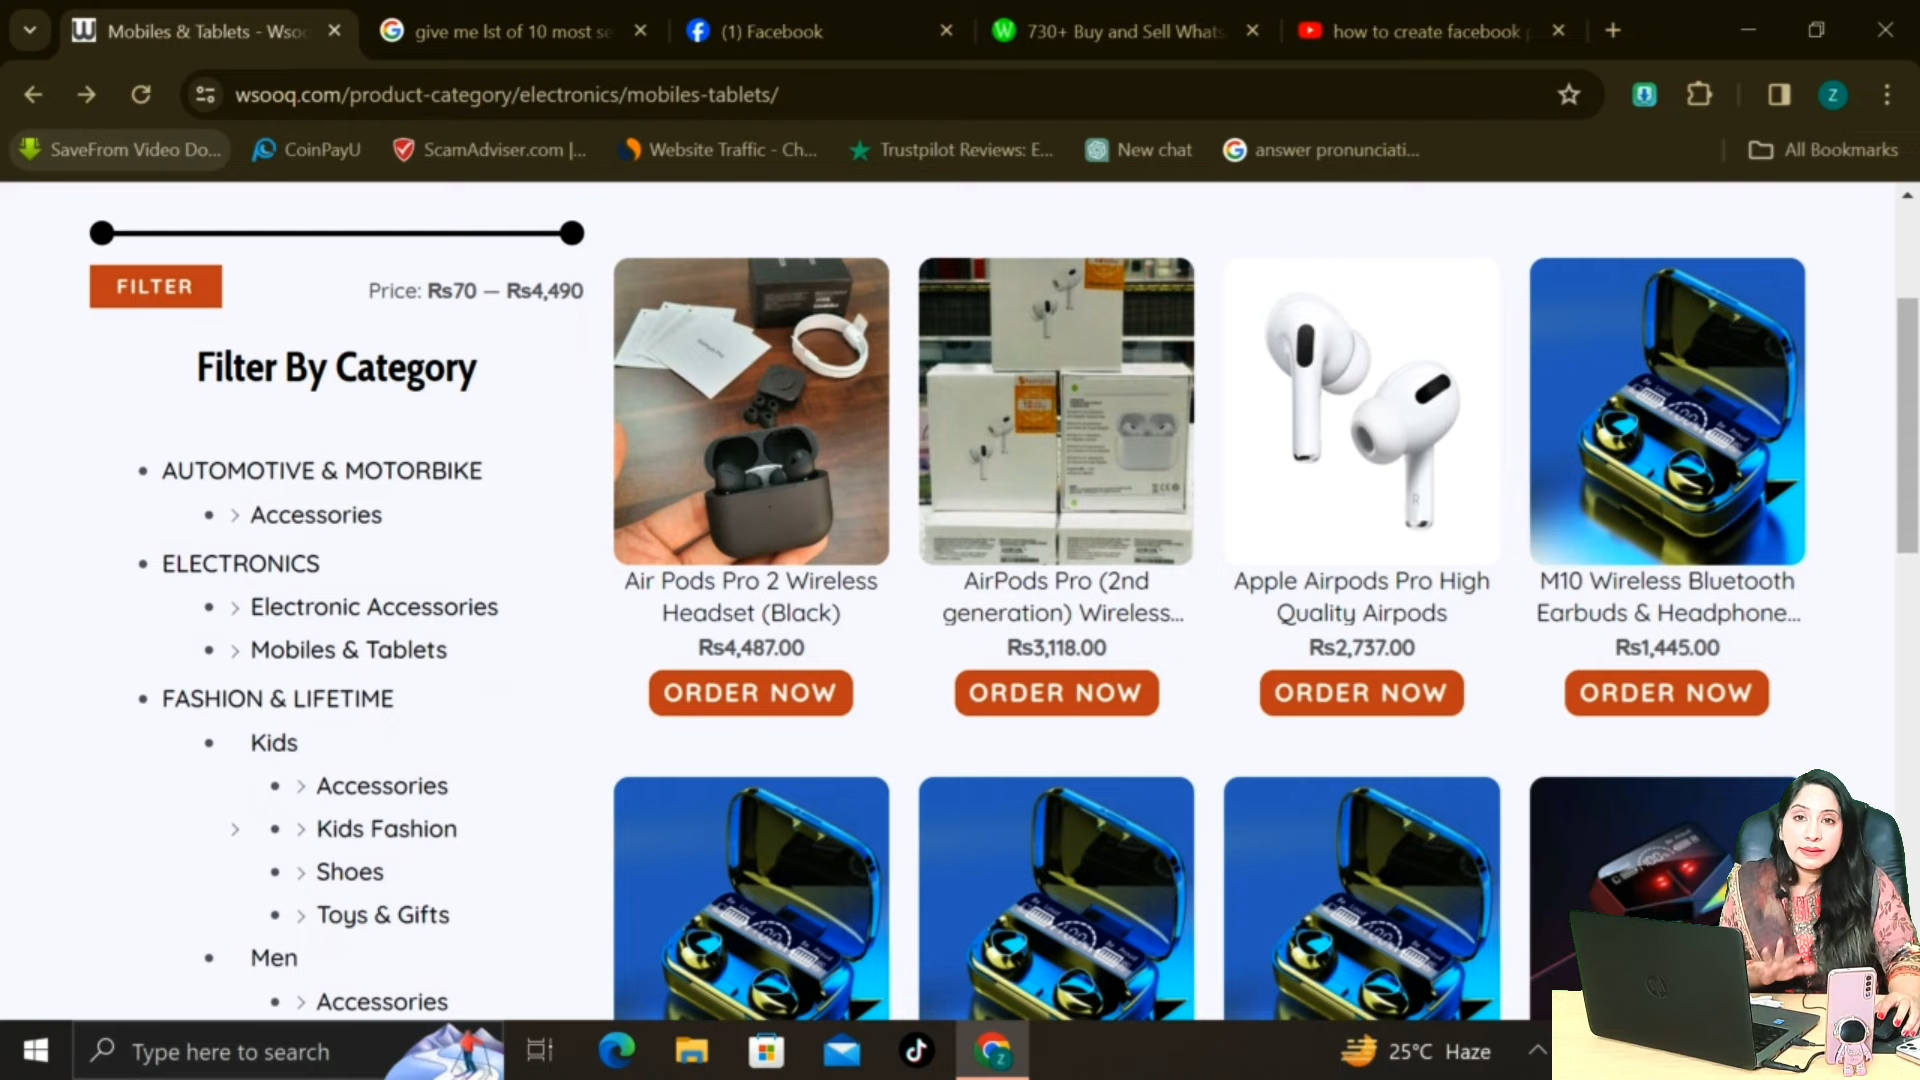 Mobiles & Tablets - Wsoo
give me lst of 10 most se
(1) Facebook
730+ Buy and Sell Whats
how to create facebook p
wsooq.com/product-category/electronics/mobiles-tablets/
Z
SaveFrom Video Do...
CoinPayU
ScamAdviser.com |...
Website Traffic - Ch...
Trustpilot Reviews: E...
New chat
answer pronunciati...
All Bookmarks
FILTER
Price: Rs70 — Rs4,490
Filter By Category
AUTOMOTIVE & MOTORBIKE
Accessories
ELECTRONICS
Electronic Accessories
Mobiles & Tablets
FASHION & LIFETIME
Kids
Accessories
Kids Fashion
Shoes
Toys & Gifts
Men
Accessories
Air Pods Pro 2 Wireless
Headset (Black)
Rs4,487.00
ORDER NOW
AirPods Pro (2nd
generation) Wireless...
Rs3,118.00
ORDER NOW
Apple Airpods Pro High
Quality Airpods
Rs2,737.00
ORDER NOW
M10 Wireless Bluetooth
Earbuds & Headphone...
Rs1,445.00
ORDER NOW
Type here to search
25°C Haze